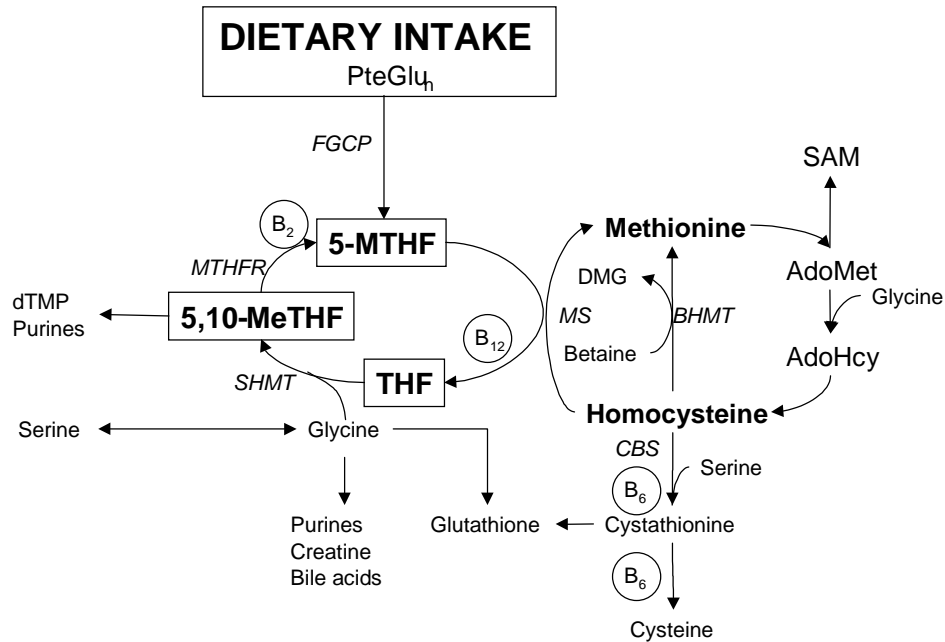 DIETARY INTAKE
PteGluₙ
FGCP
SAM
B₂
5-MTHF
Methionine
MTHFR
DMG
AdoMet
dTMP
Purines
5,10-MeTHF
MS
BHMT
Glycine
B₁₂
Betaine
AdoHcy
SHMT
THF
Homocysteine
Serine
Glycine
CBS
Serine
B₆
Purines
Creatine
Bile acids
Glutathione
Cystathionine
B₆
Cysteine